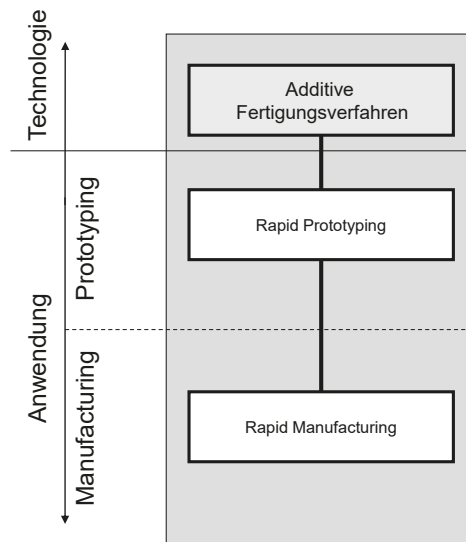 Technologie
Additive
Fertigungsverfahren
Anwendung
Prototyping
Rapid Prototyping
Manufacturing
Rapid Manufacturing